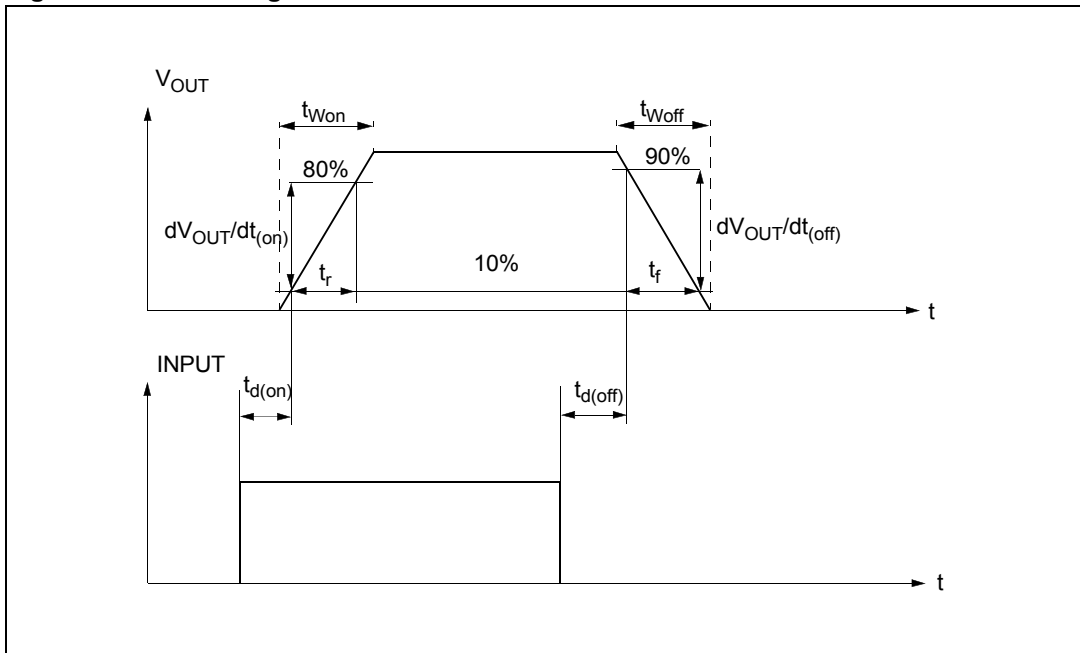 V_OUT
t_Won
t_Woff
80%
90%
dV_OUT/dt_(on)
dV_OUT/dt_(off)
t_r
10%
t_f
t
INPUT
t_d(on)
t_d(off)
t